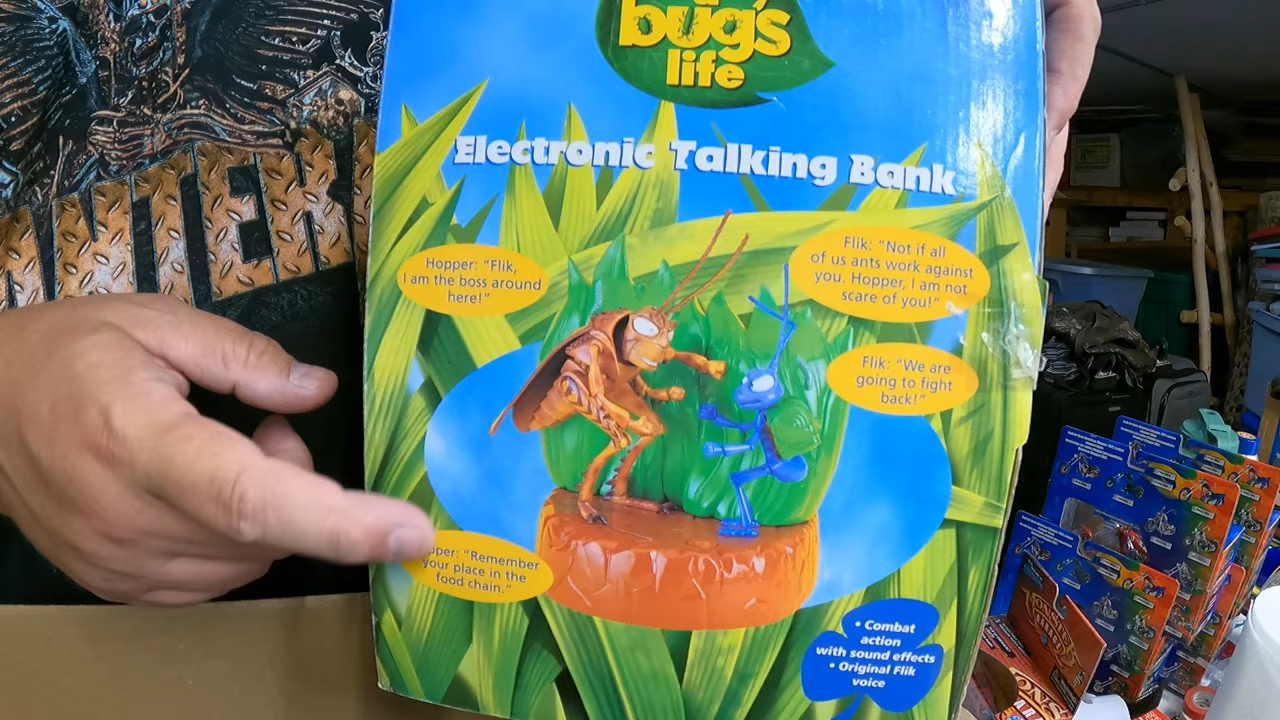 a
bug's
life
Electronic Talking Bank
Hopper: "Flik,
I am the boss around
here!"
Flik: "Not if all
of us ants work against
you. Hopper, I am not
scare of you!"
Flik: "We are
going to fight
back!"
"Remember
your place in the
food chain."
• Combat
action
with sound effects
• Original Flik
voice